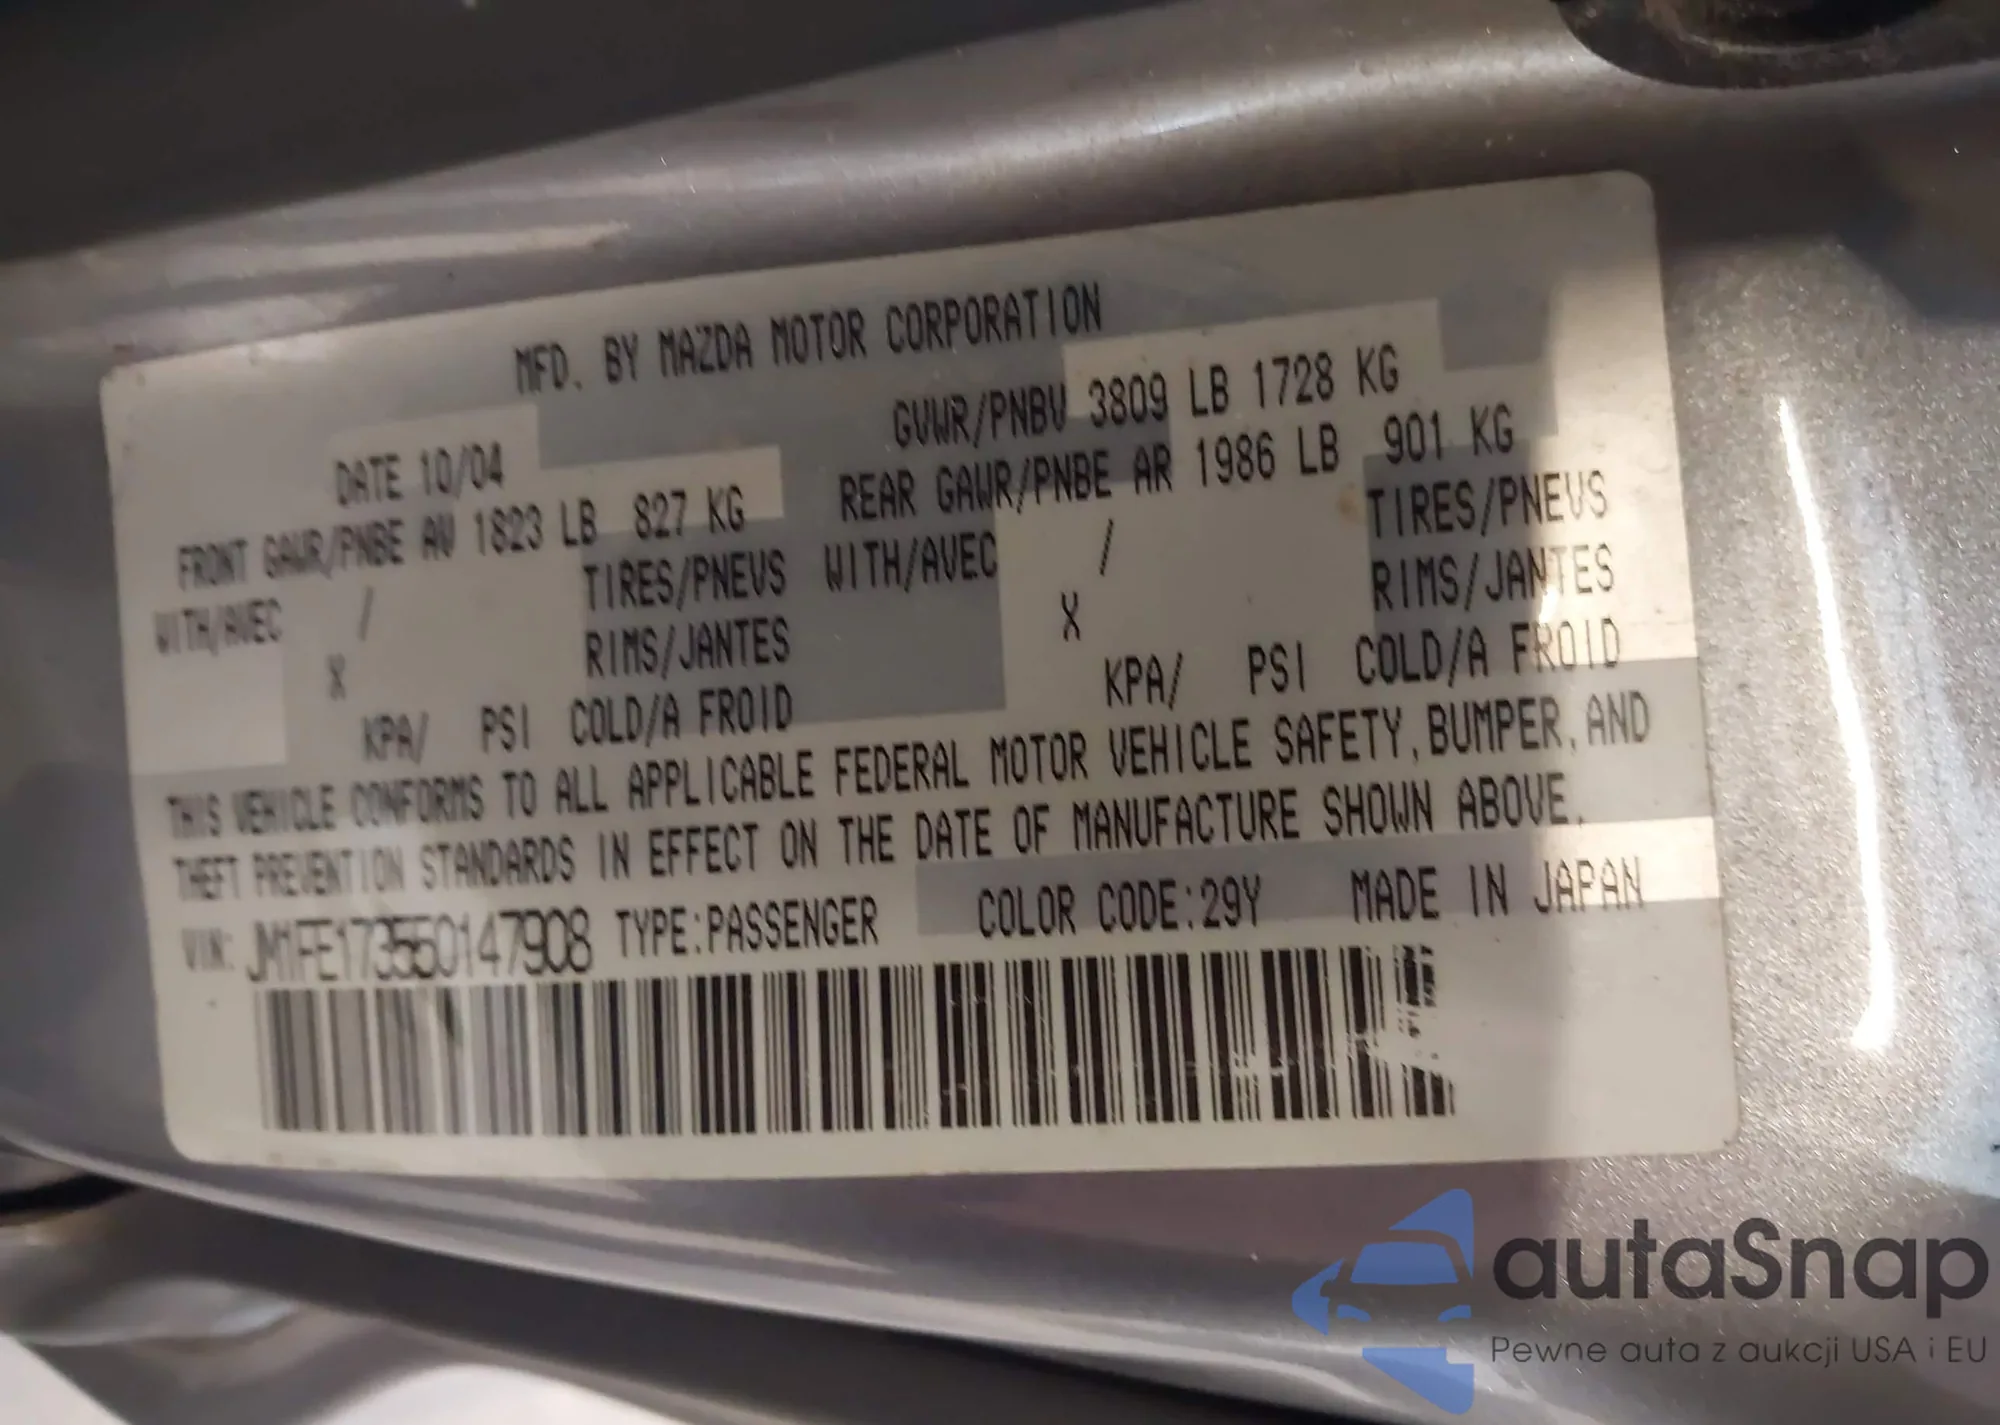 MFD. BY MAZDA MOTOR CORPORATION
DATE 10/04 GVWR/PNBV 3809 LB 1728 KG
FRONT GAWR/PNBE AV 1823 LB 827 KG REAR GAWR/PNBE AR 1986 LB 901 KG
WITH/AVEC / TIRES/PNEUS WITH/AVEC / TIRES/PNEUS
X RIMS/JANTES X RIMS/JANTES
KPA/ PSI COLD/A FROID KPA/ PSI COLD/A FROID
THIS VEHICLE CONFORMS TO ALL APPLICABLE FEDERAL MOTOR VEHICLE SAFETY, BUMPER, AND
THEFT PREVENTION STANDARDS IN EFFECT ON THE DATE OF MANUFACTURE SHOWN ABOVE.
VIN: JM1FE173550147908 TYPE:PASSENGER COLOR CODE:29Y MADE IN JAPAN
autaSnap
Pewne auta z aukcji USA i EU